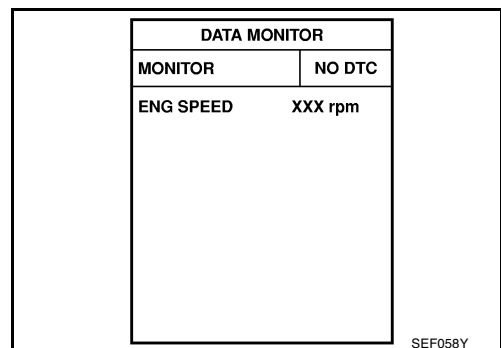 DATA MONITOR
MONITOR NO DTC
ENG SPEED XXX rpm
SEF058Y